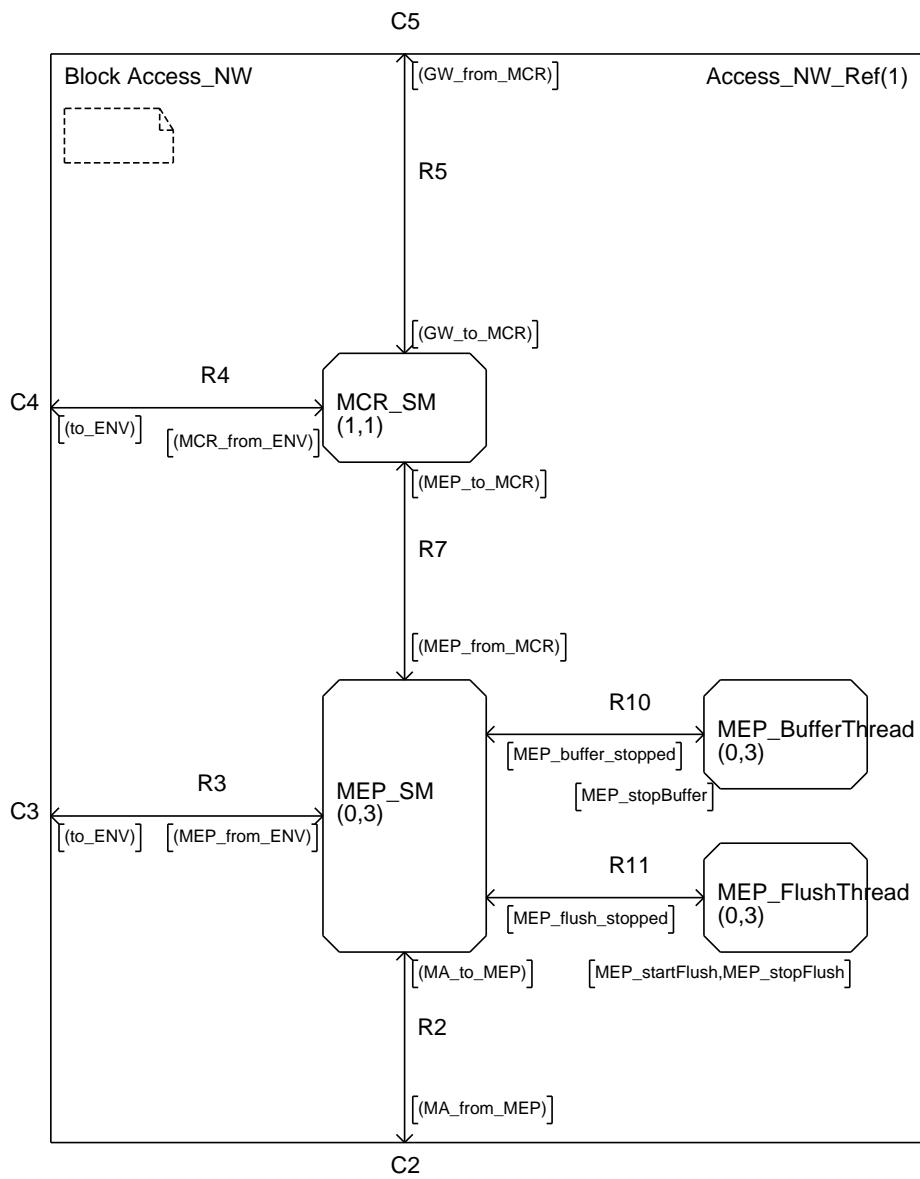 C5
Block Access_NW
[(GW_from_MCR)]
Access_NW_Ref(1)
R5
[(GW_to_MCR)]
R4
C4
MCR_SM
(1,1)
[(to_ENV)]
[(MCR_from_ENV)]
[(MEP_to_MCR)]
R7
[(MEP_from_MCR)]
R10
MEP_BufferThread
(0,3)
[MEP_buffer_stopped]
[MEP_stopBuffer]
R3
C3
MEP_SM
(0,3)
[(to_ENV)]
[(MEP_from_ENV)]
R11
MEP_FlushThread
(0,3)
[MEP_flush_stopped]
[(MA_to_MEP)]
[MEP_startFlush,MEP_stopFlush]
R2
[(MA_from_MEP)]
C2